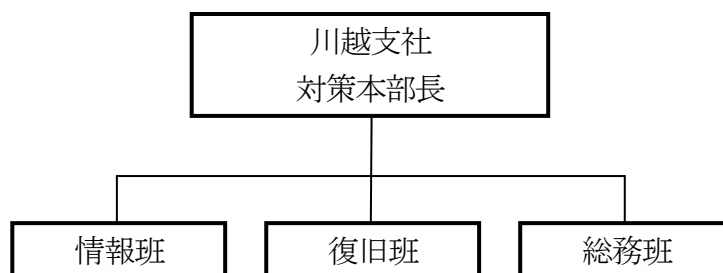 川越支社
対策本部長
情報班
復旧班
総務班